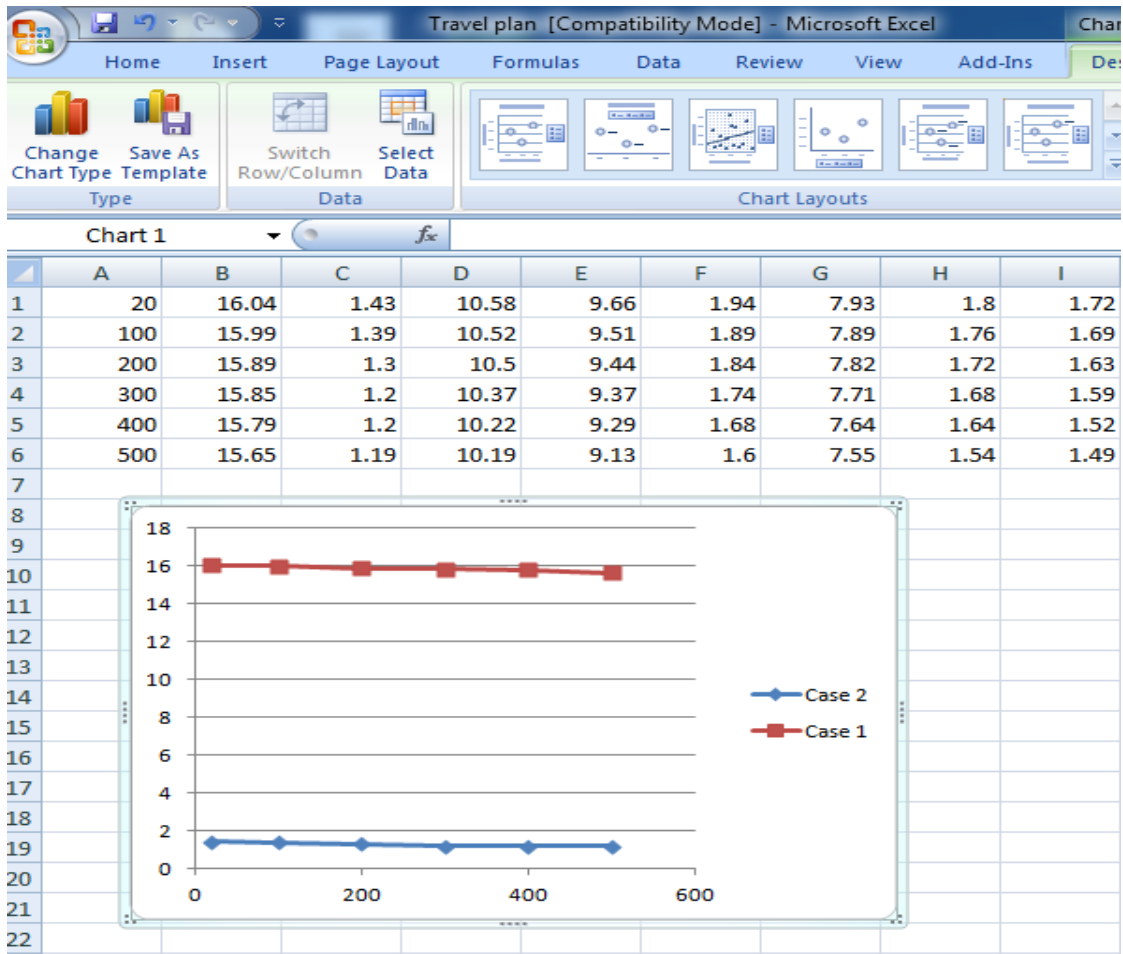 Travel plan [Compatibility Mode] - Microsoft Excel Char
Home Insert Page Layout Formulas Data Review View Add-Ins Des
Change Chart Type Save As Template Switch Row/Column Select Data
Type Data Chart Layouts
Chart 1 fx
A B C D E F G H I
1 20 16.04 1.43 10.58 9.66 1.94 7.93 1.8 1.72
2 100 15.99 1.39 10.52 9.51 1.89 7.89 1.76 1.69
3 200 15.89 1.3 10.5 9.44 1.84 7.82 1.72 1.63
4 300 15.85 1.2 10.37 9.37 1.74 7.71 1.68 1.59
5 400 15.79 1.2 10.22 9.29 1.68 7.64 1.64 1.52
6 500 15.65 1.19 10.19 9.13 1.6 7.55 1.54 1.49
7
8
9
10
11
12
13
14
15
16
17
18
19
20
21
22
18
16
14
12
10
8
6
4
2
0
0 200 400 600
Case 2
Case 1